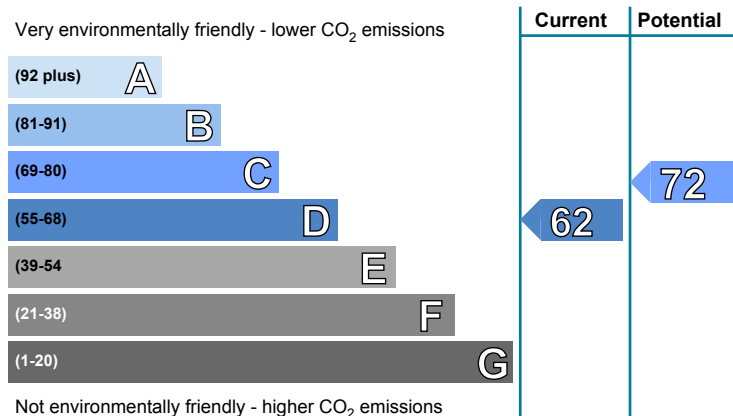 Very environmentally friendly - lower CO₂ emissions
Current
Potential
(92 plus) A
(81-91) B
(69-80) C
72
(55-68) D
62
(39-54 E
(21-38) F
(1-20) G
Not environmentally friendly - higher CO₂ emissions